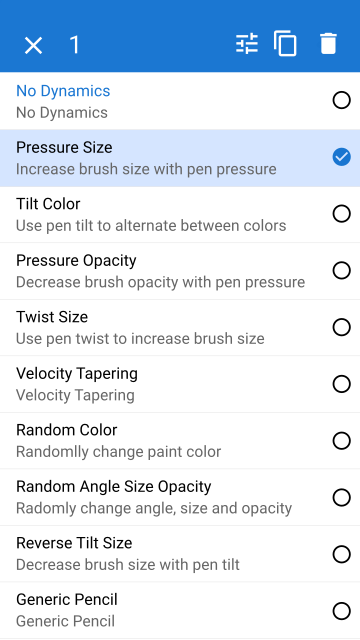 1
No Dynamics
No Dynamics
Pressure Size
Increase brush size with pen pressure
Tilt Color
Use pen tilt to alternate between colors
Pressure Opacity
Decrease brush opacity with pen pressure
Twist Size
Use pen twist to increase brush size
Velocity Tapering
Velocity Tapering
Random Color
Randomlly change paint color
Random Angle Size Opacity
Radomly change angle, size and opacity
Reverse Tilt Size
Decrease brush size with pen tilt
Generic Pencil
Generic Pencil